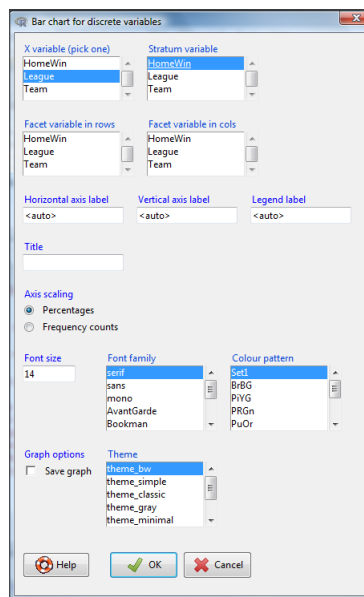 Bar chart for discrete variables
X variable (pick one) Stratum variable
HomeWin HomeWin
League League
Team Team
Facet variable in rows Facet variable in cols
HomeWin HomeWin
League League
Team Team
Horizontal axis label Vertical axis label Legend label
<auto> <auto> <auto>
Title
Axis scaling
Percentages
Frequency counts
Font size Font family Colour pattern
14 serif Set1
sans BrBG
mono PiYG
AvantGarde PRGn
Bookman PuOr
Graph options Theme
Save graph theme_bw
theme_simple
theme_classic
theme_gray
theme_minimal
Help OK Cancel